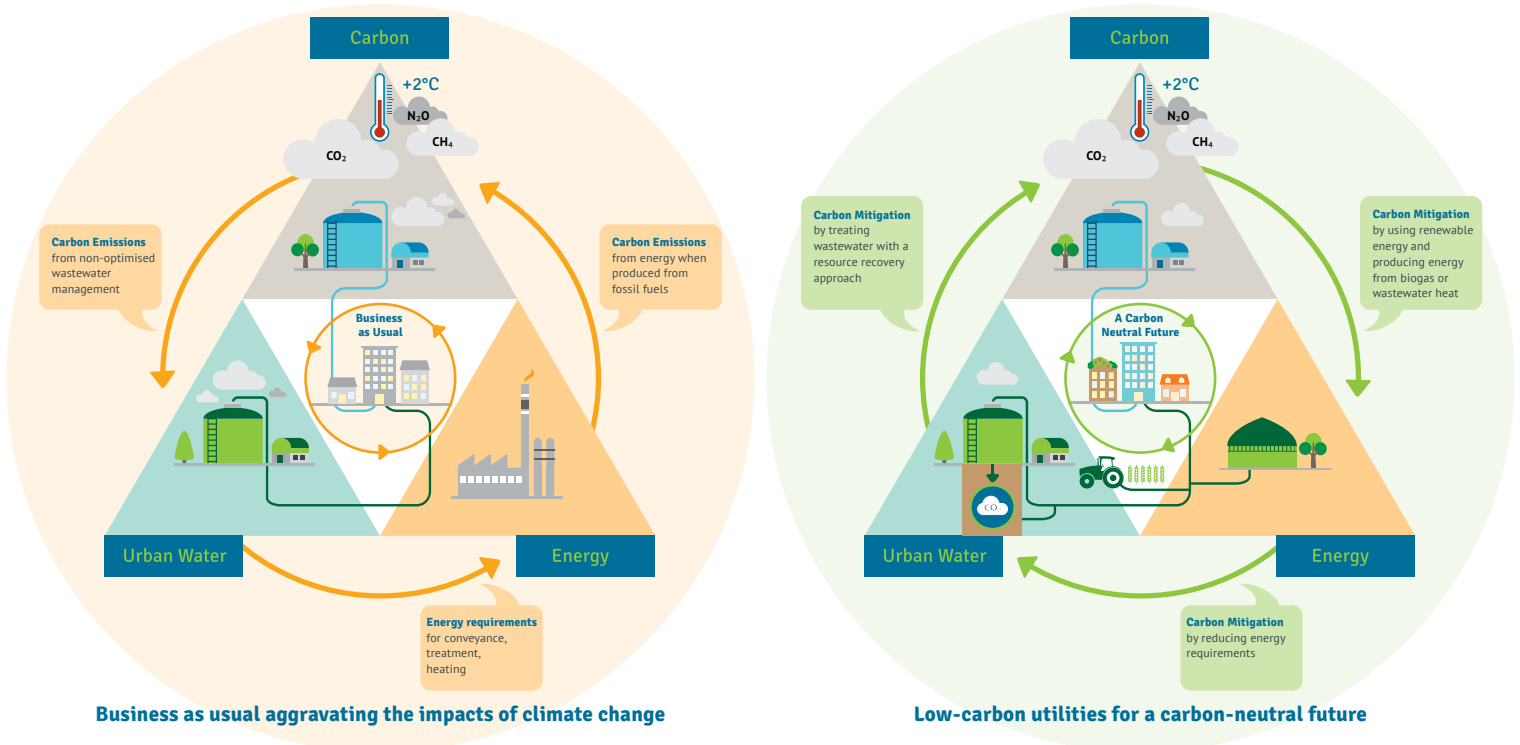 Carbon
+2°C
N₂O
CH₄
CO₂
Carbon Emissions
from non-optimised
wastewater
management
Carbon Emissions
from energy when
produced from
fossil fuels
Business
as Usual
Urban Water
Energy
Energy requirements
for conveyance,
treatment,
heating
Business as usual aggravating the impacts of climate change
Carbon
+2°C
N₂O
CH₄
CO₂
Carbon Mitigation
by treating
wastewater with a
resource recovery
approach
Carbon Mitigation
by using renewable
energy and
producing energy
from biogas or
wastewater heat
A Carbon
Neutral Future
CO₂
Urban Water
Energy
Carbon Mitigation
by reducing energy
requirements
Low-carbon utilities for a carbon-neutral future